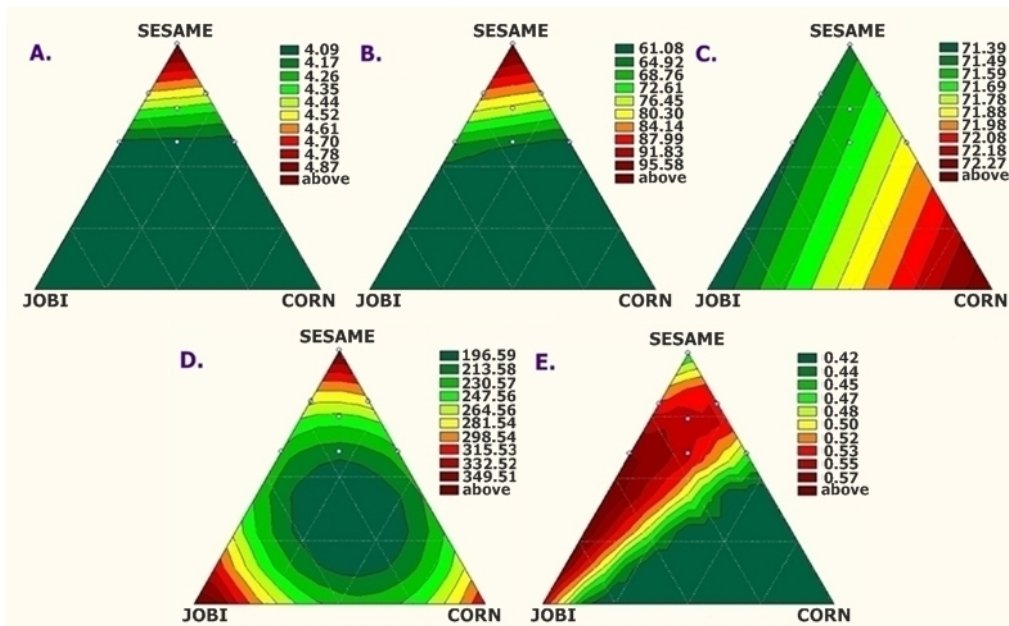 A.
SESAME
4.09
4.17
4.26
4.35
4.44
4.52
4.61
4.70
4.78
4.87
above
JOBI
CORN
B.
SESAME
61.08
64.92
68.76
72.61
76.45
80.30
84.14
87.99
91.83
95.58
above
JOBI
CORN
C.
SESAME
71.39
71.49
71.59
71.69
71.78
71.88
71.98
72.08
72.18
72.27
above
JOBI
CORN
D.
SESAME
196.59
213.58
230.57
247.56
264.56
281.54
298.54
315.53
332.52
349.51
above
JOBI
CORN
E.
SESAME
0.42
0.44
0.45
0.47
0.48
0.50
0.52
0.53
0.55
0.57
above
JOBI
CORN